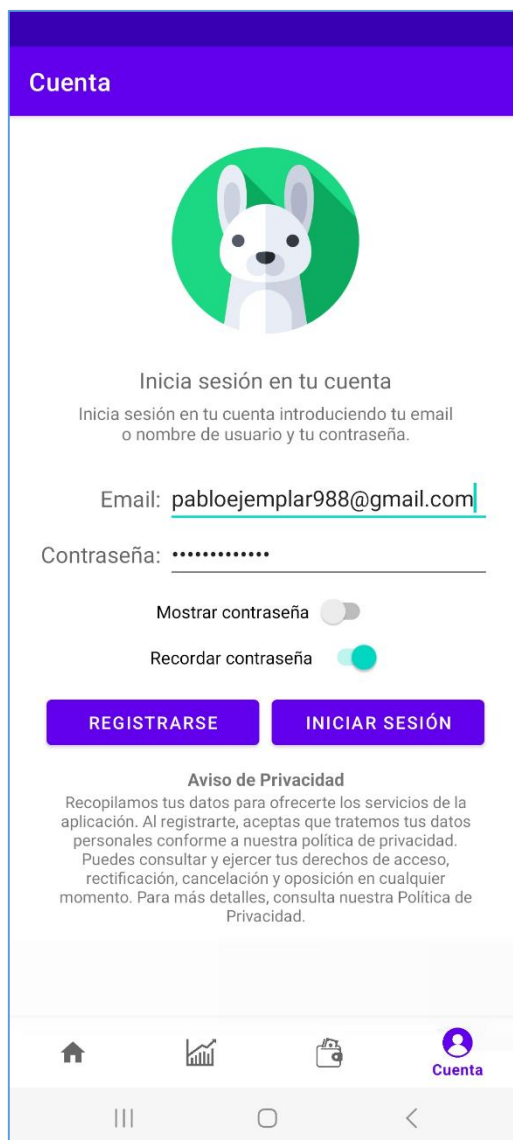 Cuenta
Inicia sesión en tu cuenta
Inicia sesión en tu cuenta introduciendo tu email
o nombre de usuario y tu contraseña.
Email: pabloejemplar988@gmail.com
Contraseña: •••••••••••••
Mostrar contraseña
Recordar contraseña
REGISTRARSE INICIAR SESIÓN
Aviso de Privacidad
Recopilamos tus datos para ofrecerte los servicios de la
aplicación. Al registrarte, aceptas que tratemos tus datos
personales conforme a nuestra política de privacidad.
Puedes consultar y ejercer tus derechos de acceso,
rectificación, cancelación y oposición en cualquier
momento. Para más detalles, consulta nuestra Política de
Privacidad.
Cuenta